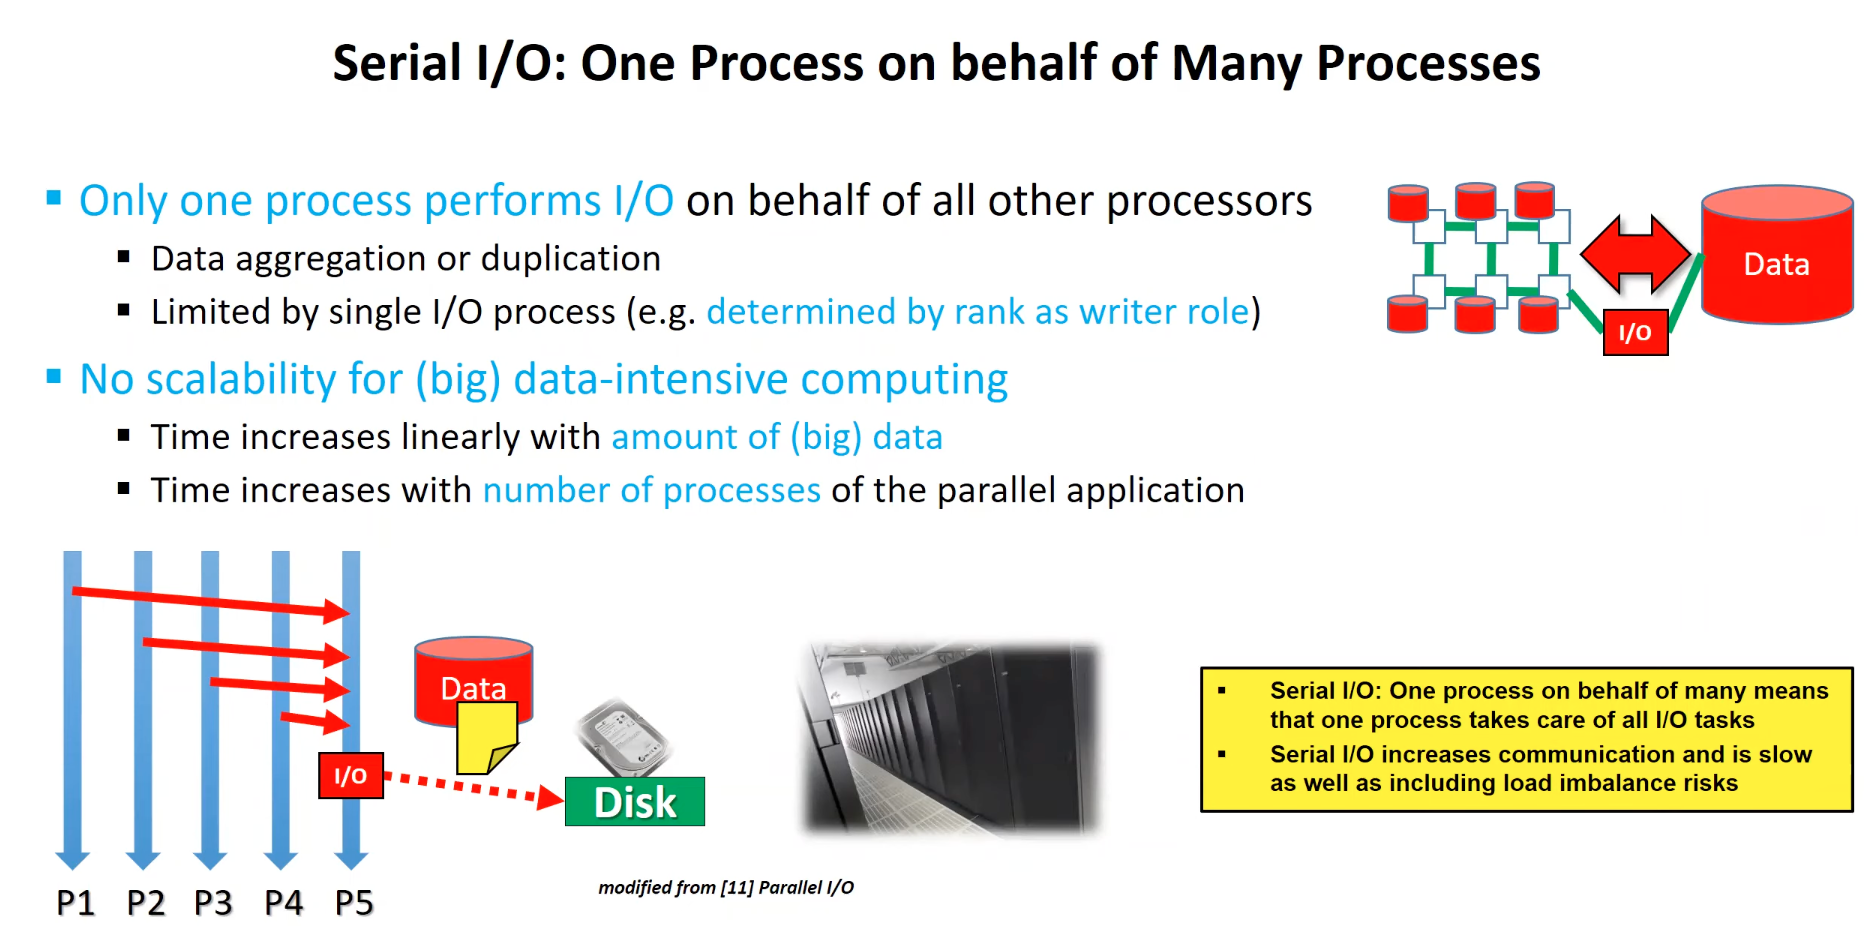 Serial I/O: One Process on behalf of Many Processes
▪ Only one process performs I/O on behalf of all other processors
▪ Data aggregation or duplication
▪ Limited by single I/O process (e.g. determined by rank as writer role)
▪ No scalability for (big) data-intensive computing
▪ Time increases linearly with amount of (big) data
▪ Time increases with number of processes of the parallel application
Data
I/O
Data
I/O
Disk
P1 P2 P3 P4 P5
modified from [11] Parallel I/O
▪ Serial I/O: One process on behalf of many means
that one process takes care of all I/O tasks
▪ Serial I/O increases communication and is slow
as well as including load imbalance risks